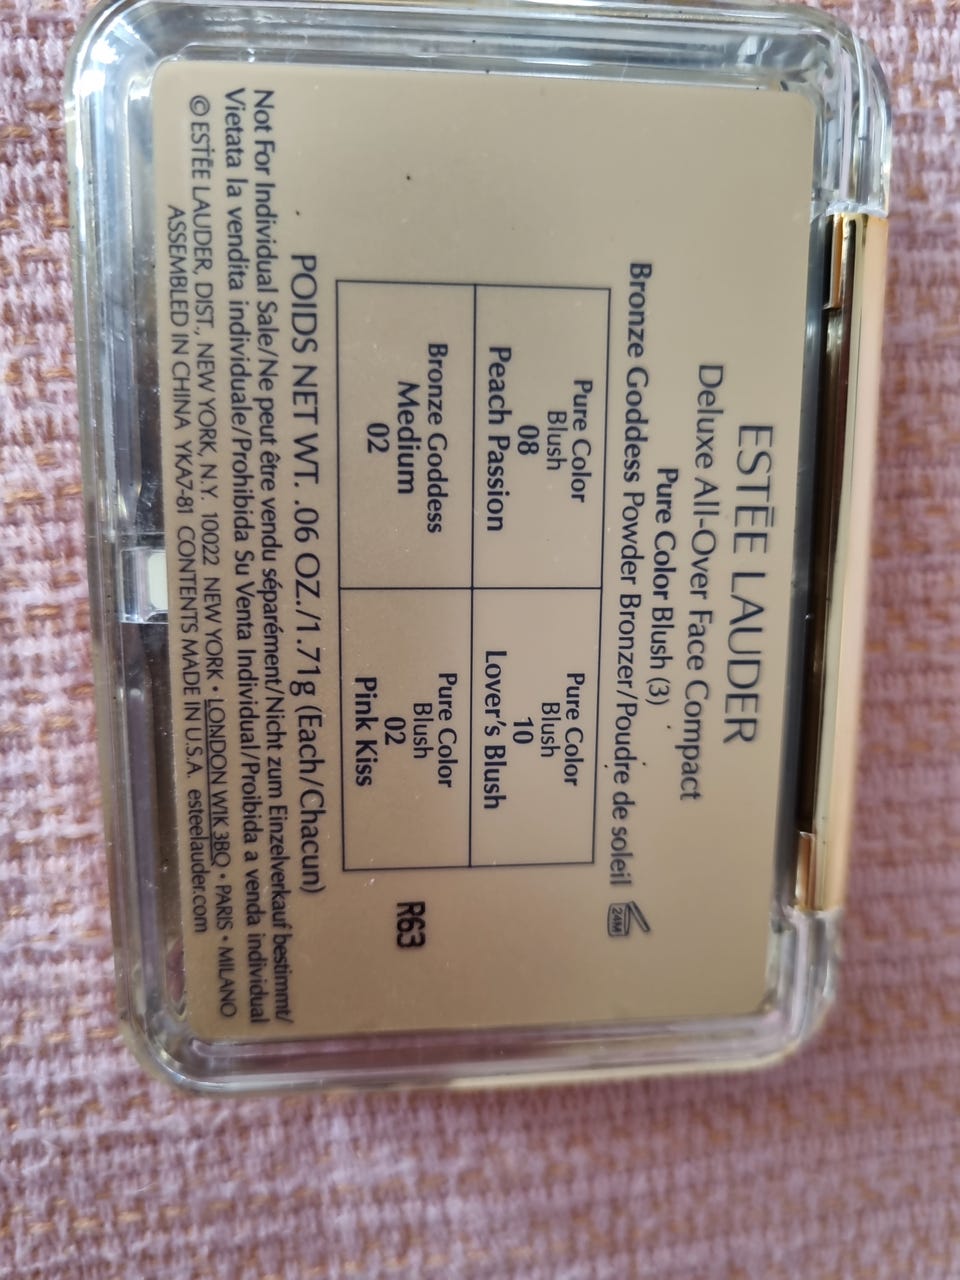 ESTĒE LAUDER
Deluxe All-Over Face Compact
Pure Color Blush (3)
Bronze Goddess Powder Bronzer/Poudre de soleil
24M
Pure Color
Blush
08
Peach Passion
Pure Color
Blush
10
Lover's Blush
Bronze Goddess
Medium
02
Pure Color
Blush
02
Pink Kiss
R63
POIDS NET WT. .06 OZ./1.71g (Each/Chacun)
Not For Individual Sale/Ne peut être vendu séparément/Nicht zum Einzelverkauf bestimmt/
Vietata la vendita individuale/Prohibida Su Venta Individual/Proibida a venda individual
© ESTĒE LAUDER, DIST., NEW YORK, N.Y. 10022 NEW YORK • LONDON W1K 3BQ • PARIS • MILANO
ASSEMBLED IN CHINA YKA7-81 CONTENTS MADE IN U.S.A. esteelauder.com